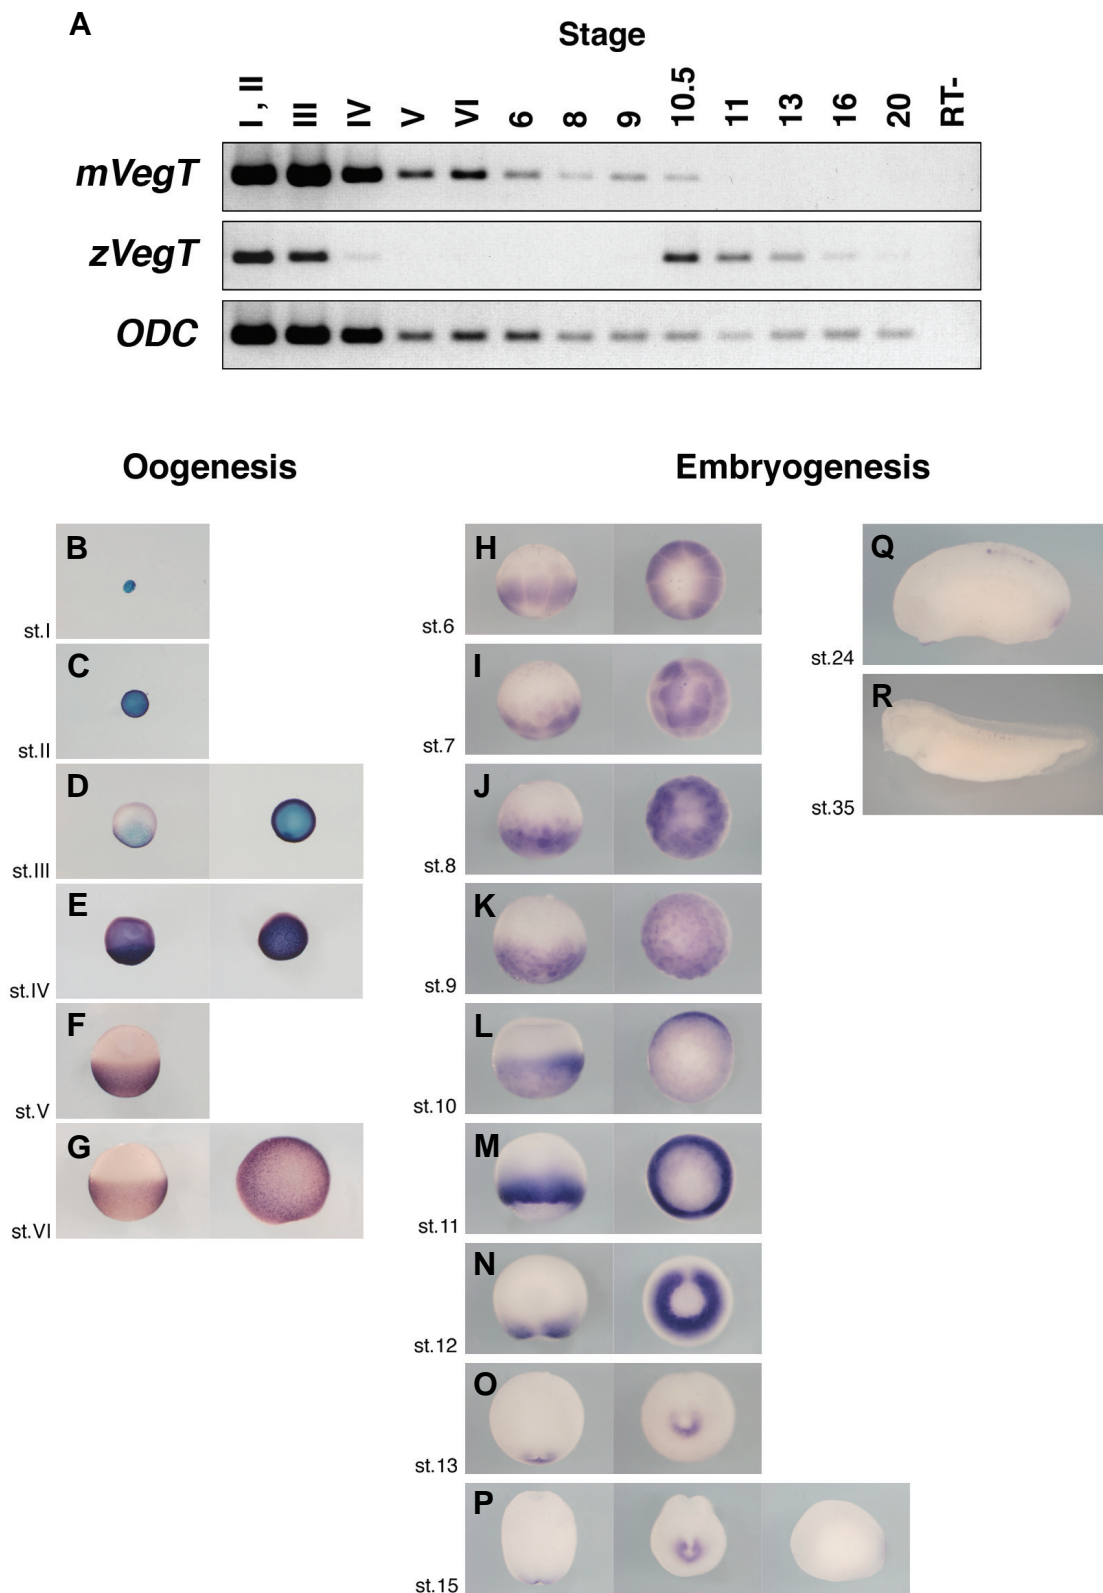 A
Stage
I, II III IV V VI 6 8 9 10.5 11 13 16 20 RT-
mVegT
zVegT
ODC
Oogenesis
Embryogenesis
B
st.I
C
st.II
D
st.III
E
st.IV
F
st.V
G
st.VI
H
st.6
I
st.7
J
st.8
K
st.9
L
st.10
M
st.11
N
st.12
O
st.13
P
st.15
Q
st.24
R
st.35